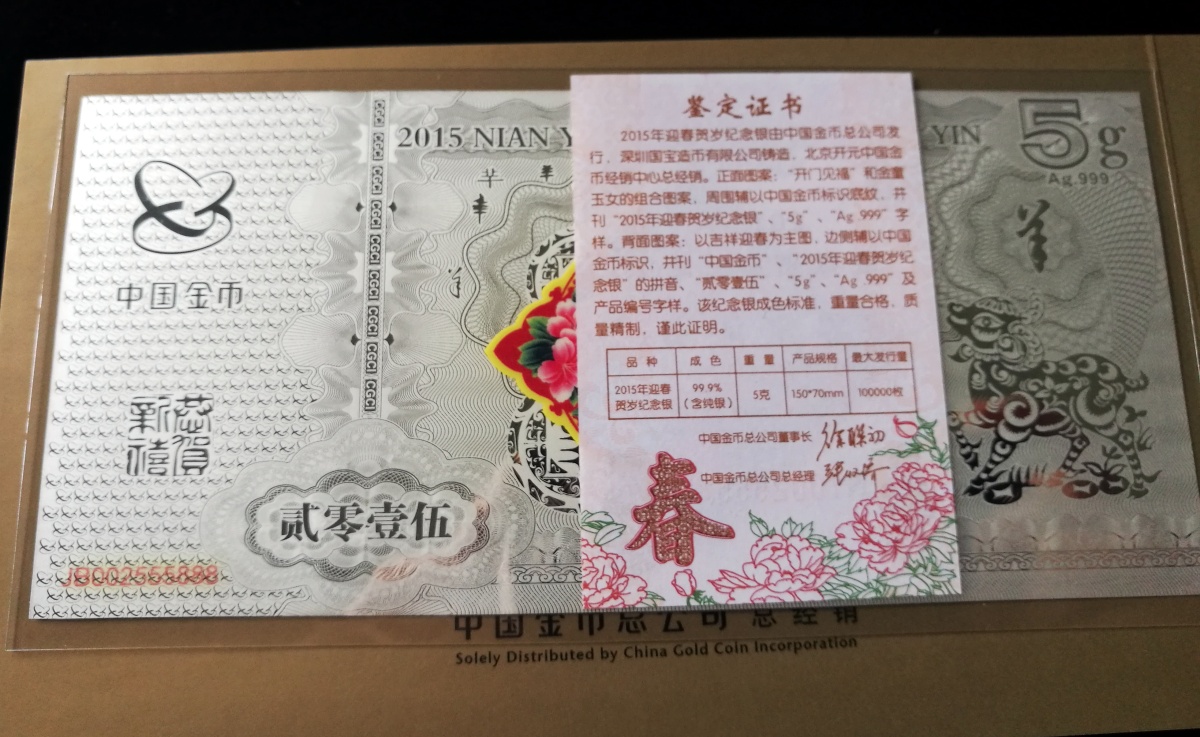 2015 NIAN Y
YIN
5g
Ag 999
中国金币
CGCI CGCI CGCI CGCI CGCI CGCI CGCI CGCI
羊
恭贺
新禧
贰零壹伍
鉴定证书
2015年迎春贺岁纪念银由中国金币总公司发
行，深圳国宝造币有限公司铸造，北京开元中国金
币经销中心总经销。正面图案：“开门见福”和金童
玉女的组合图案，周围辅以中国金币标识底纹，并
刊“2015年迎春贺岁纪念银”、“5g”、“Ag .999”字
样。背面图案：以吉祥迎春为主图，边侧辅以中国
金币标识，并刊“中国金币”、“2015年迎春贺岁纪
念银”的拼音、“贰零壹伍”、“5g”、“Ag .999”及
产品编号字样。该纪念银成色标准，重量合格，质
量精制，谨此证明。
品种 成色 重量 产品规格 最大发行量
2015年迎春贺岁纪念银 99.9%（含纯银） 5克 150*70mm 100000枚
中国金币总公司董事长
中国金币总公司总经理
春
中国金币总公司 总经销
Solely Distributed by China Gold Coin Incorporation